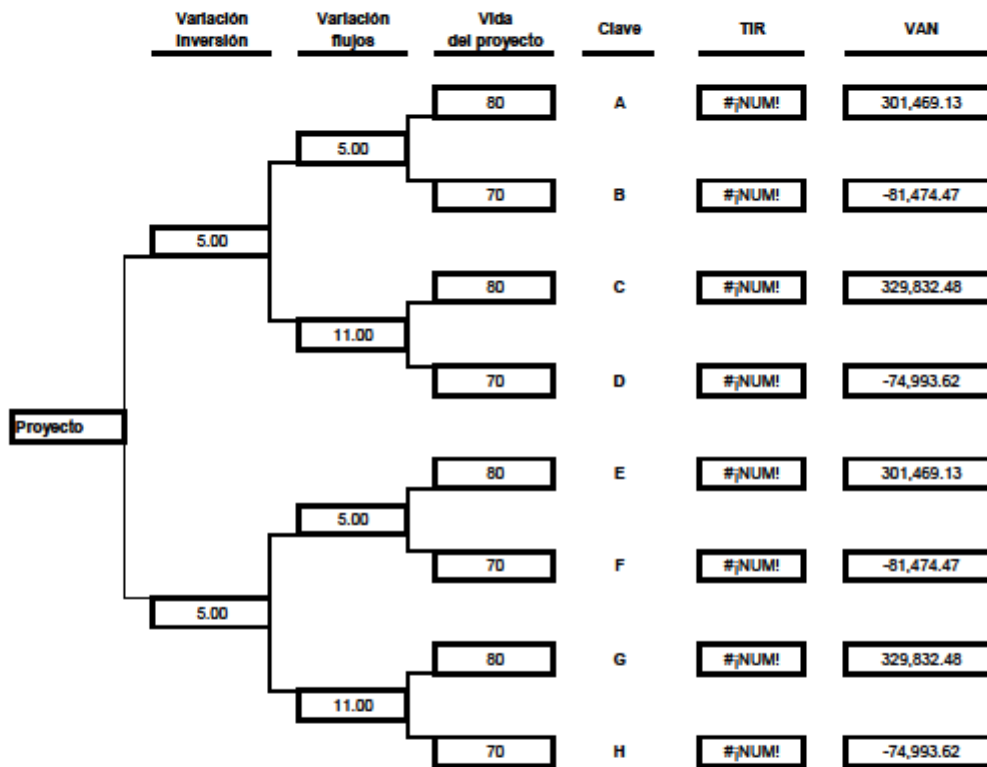 Variación Variación Vida
Clave TIR VAN
Inversión flujos del proyecto
80 A #¡NUM! 301,469.13
5.00
70 B #¡NUM! -81,474.47
5.00
80 C #¡NUM! 329,832.48
11.00
70 D #¡NUM! -74,993.62
Proyecto
80 E #¡NUM! 301,469.13
5.00
70 F #¡NUM! -81,474.47
5.00
80 G #¡NUM! 329,832.48
11.00
70 H #¡NUM! -74,993.62